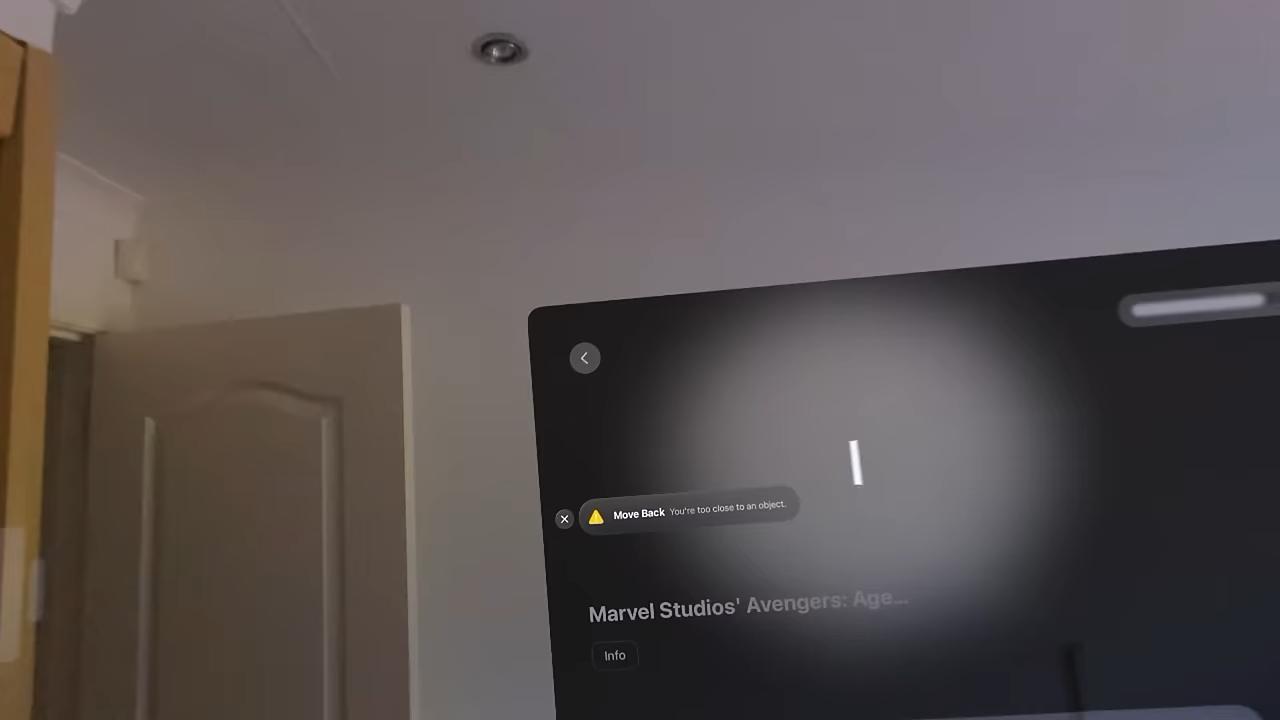 Move Back You're too close to an object.
Marvel Studios' Avengers: Age...
Info